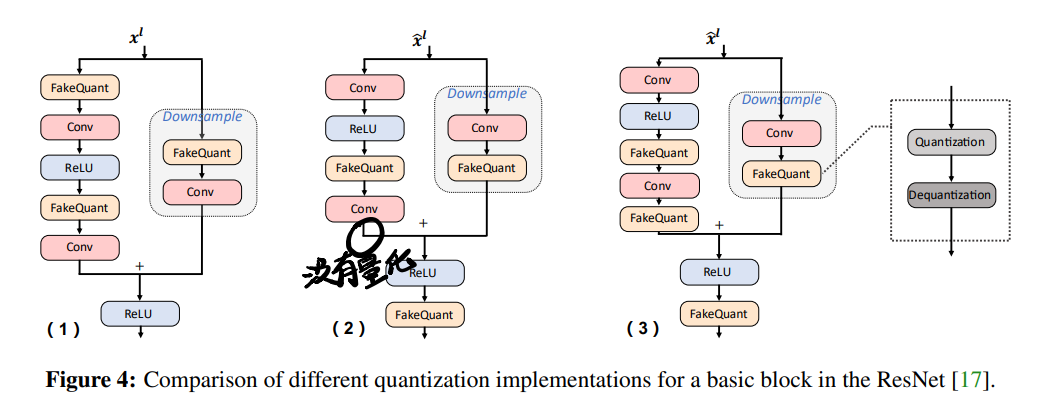 x^l
FakeQuant
Conv
ReLU
FakeQuant
Conv
Downsample
FakeQuant
Conv
+
ReLU
(1)
x̂^l
Conv
ReLU
FakeQuant
Conv
Downsample
Conv
FakeQuant
+
没有量化
ReLU
FakeQuant
(2)
x̂^l
Conv
ReLU
FakeQuant
Conv
FakeQuant
Downsample
Conv
FakeQuant
+
ReLU
FakeQuant
(3)
Quantization
Dequantization
Figure 4: Comparison of different quantization implementations for a basic block in the ResNet [17].